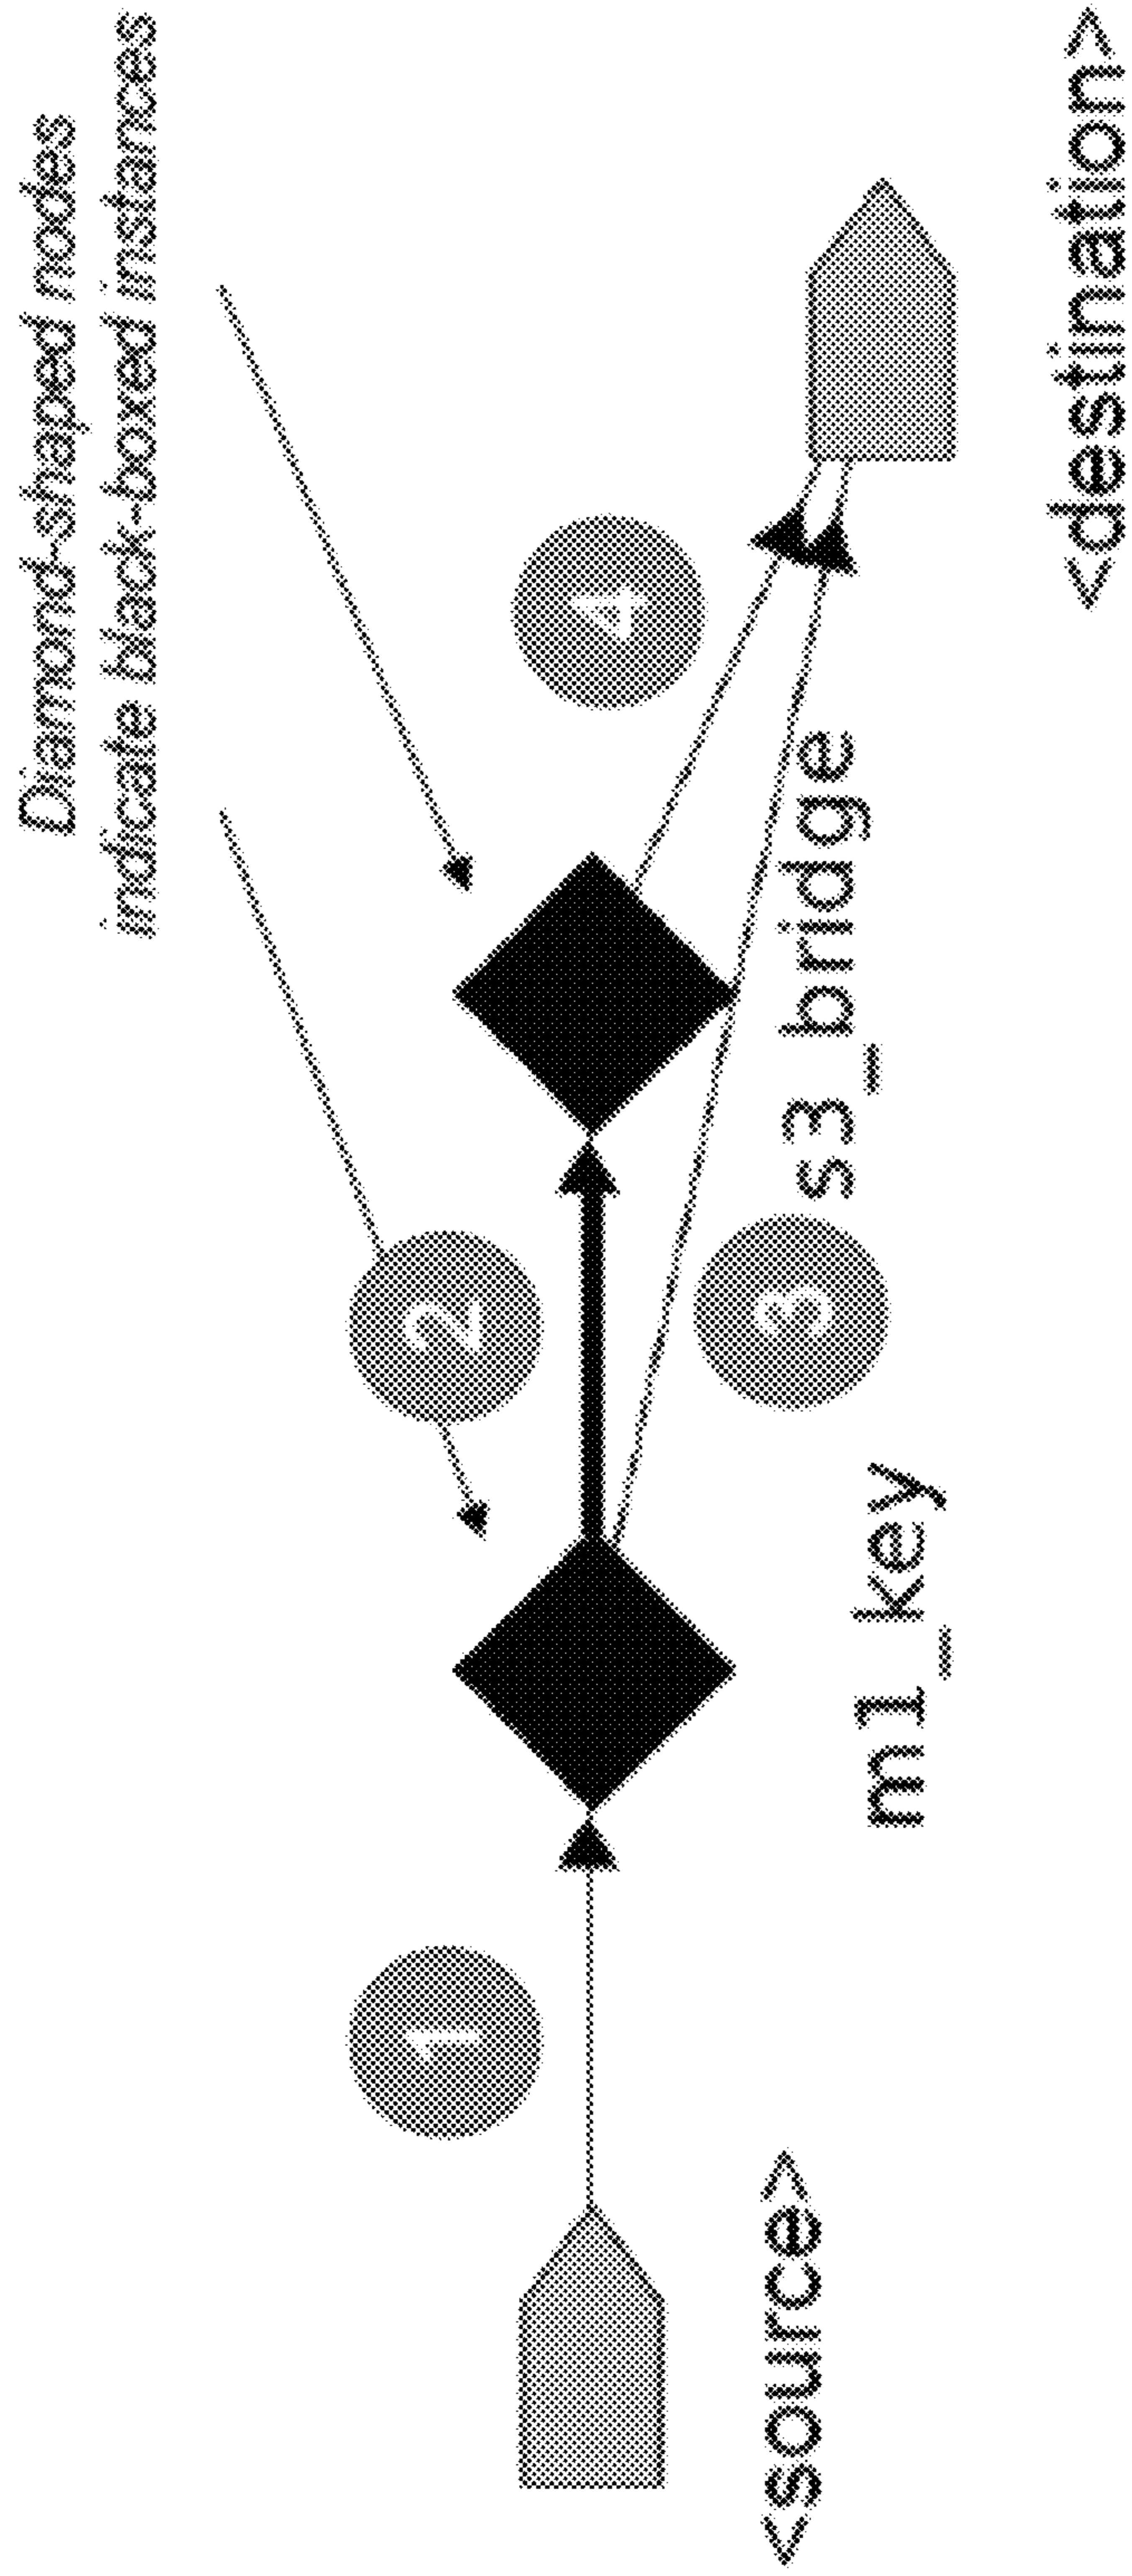 Diamond-shaped nodes
indicate black-boxed instances
1
2
4
3
<source>
m1_key
s3_bridge
<destination>